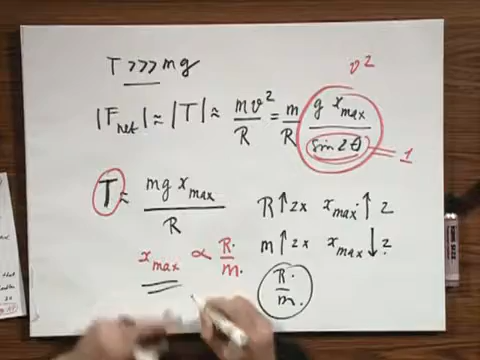 T >>> mg
v²
|F_net| ≈ |T| ≈ mv²/R = m/R g x_max / sin 2θ = 1
T ≈ mg x_max / R
R ↑ 2x x_max ↑ 2
m ↑ 2x x_max ↓ 2
x_max ∝ R/m.
R/m.